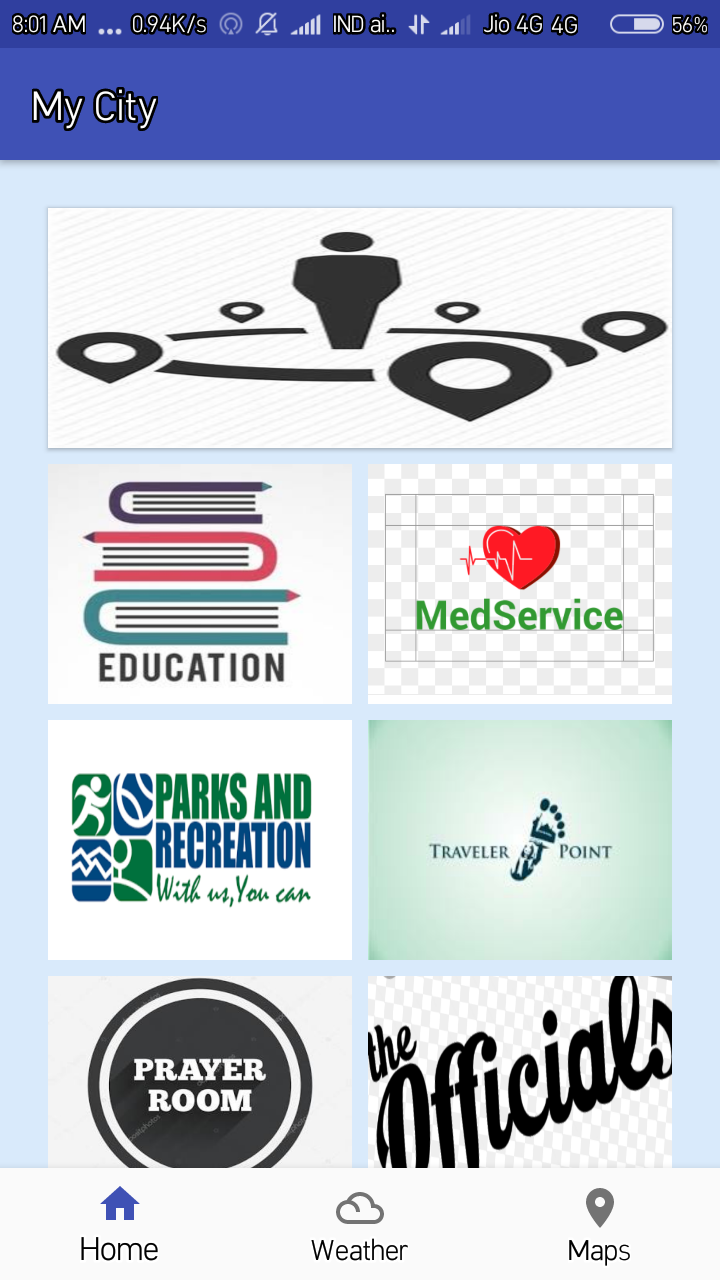 8:01 AM ... 0.94K/s IND ai.. Jio 4G 4G 56%
My City
EDUCATION
MedService
PARKS AND
RECREATION
With us, You can
TRAVELER POINT
PRAYER
ROOM
the
Officials
Home Weather Maps